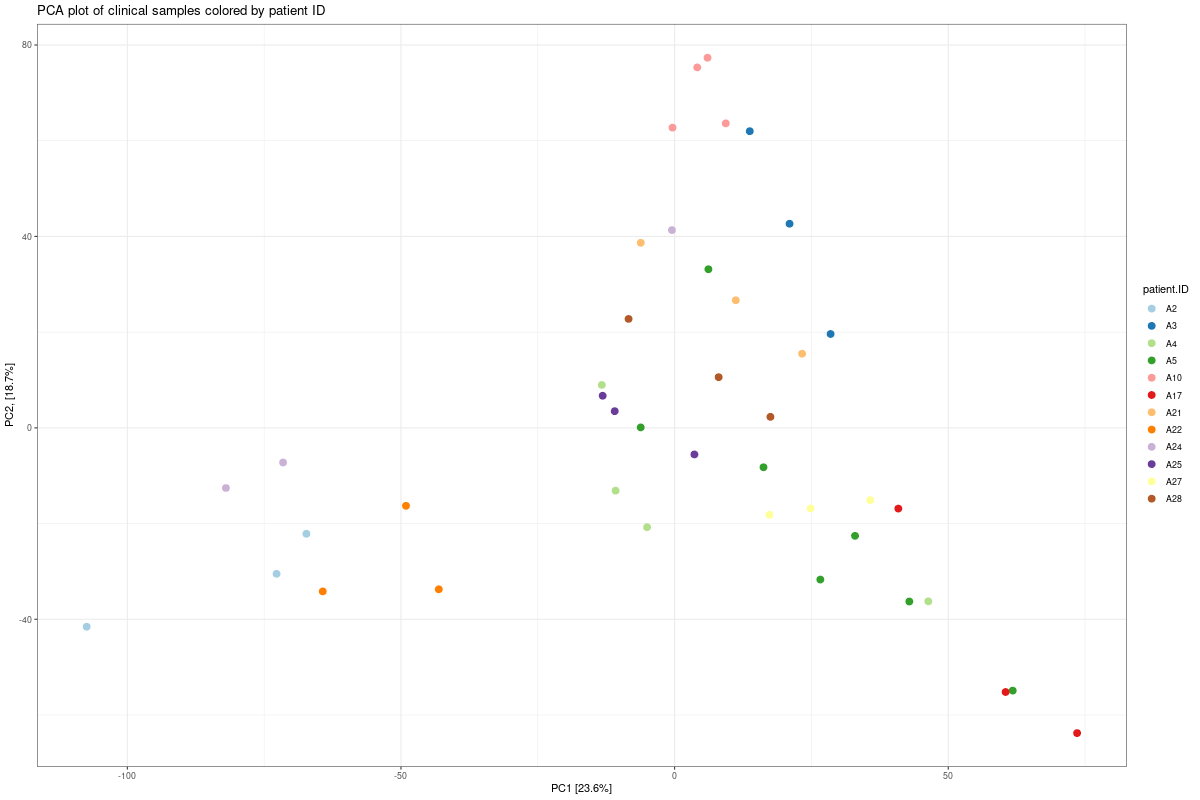 PCA plot of clinical samples colored by patient ID
80
40
0
-40
PC2, [18.7%]
-100
-50
0
50
PC1 [23.6%]
patient.ID
A2
A3
A4
A5
A10
A17
A21
A22
A24
A25
A27
A28